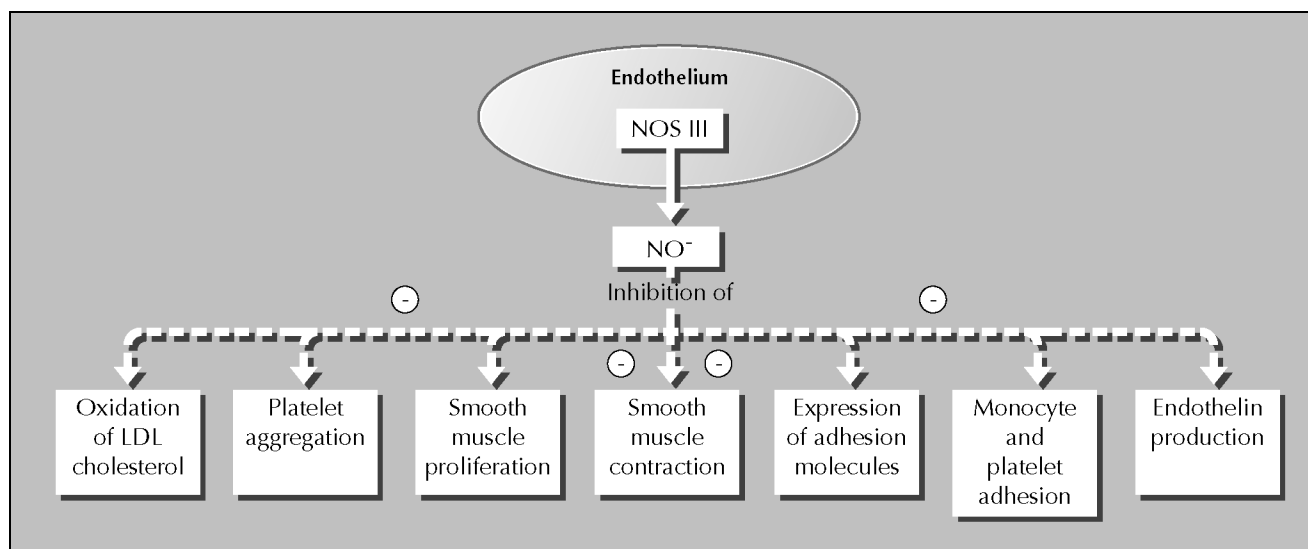 Endothelium
NOS III
NO⁻
Inhibition of
-
-
-
-
Oxidation
of LDL
cholesterol
Platelet
aggregation
Smooth
muscle
proliferation
Smooth
muscle
contraction
Expression
of adhesion
molecules
Monocyte
and
platelet
adhesion
Endothelin
production